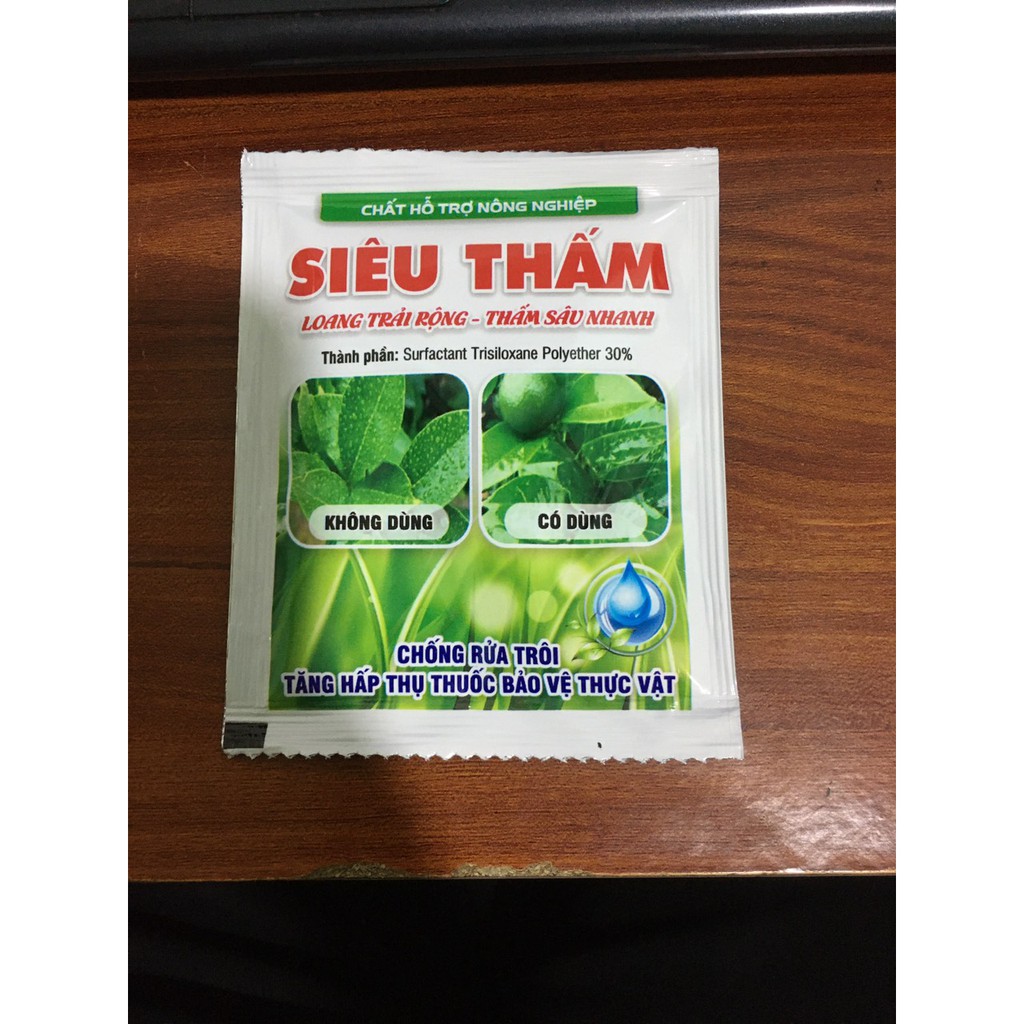 CHẤT HỖ TRỢ NÔNG NGHIỆP
SIÊU THẤM
LOANG TRẢI RỘNG - THẤM SÂU NHANH
Thành phần: Surfactant Trisiloxane Polyether 30%
KHÔNG DÙNG
CÓ DÙNG
CHỐNG RỬA TRÔI
TĂNG HẤP THỤ THUỐC BẢO VỆ THỰC VẬT